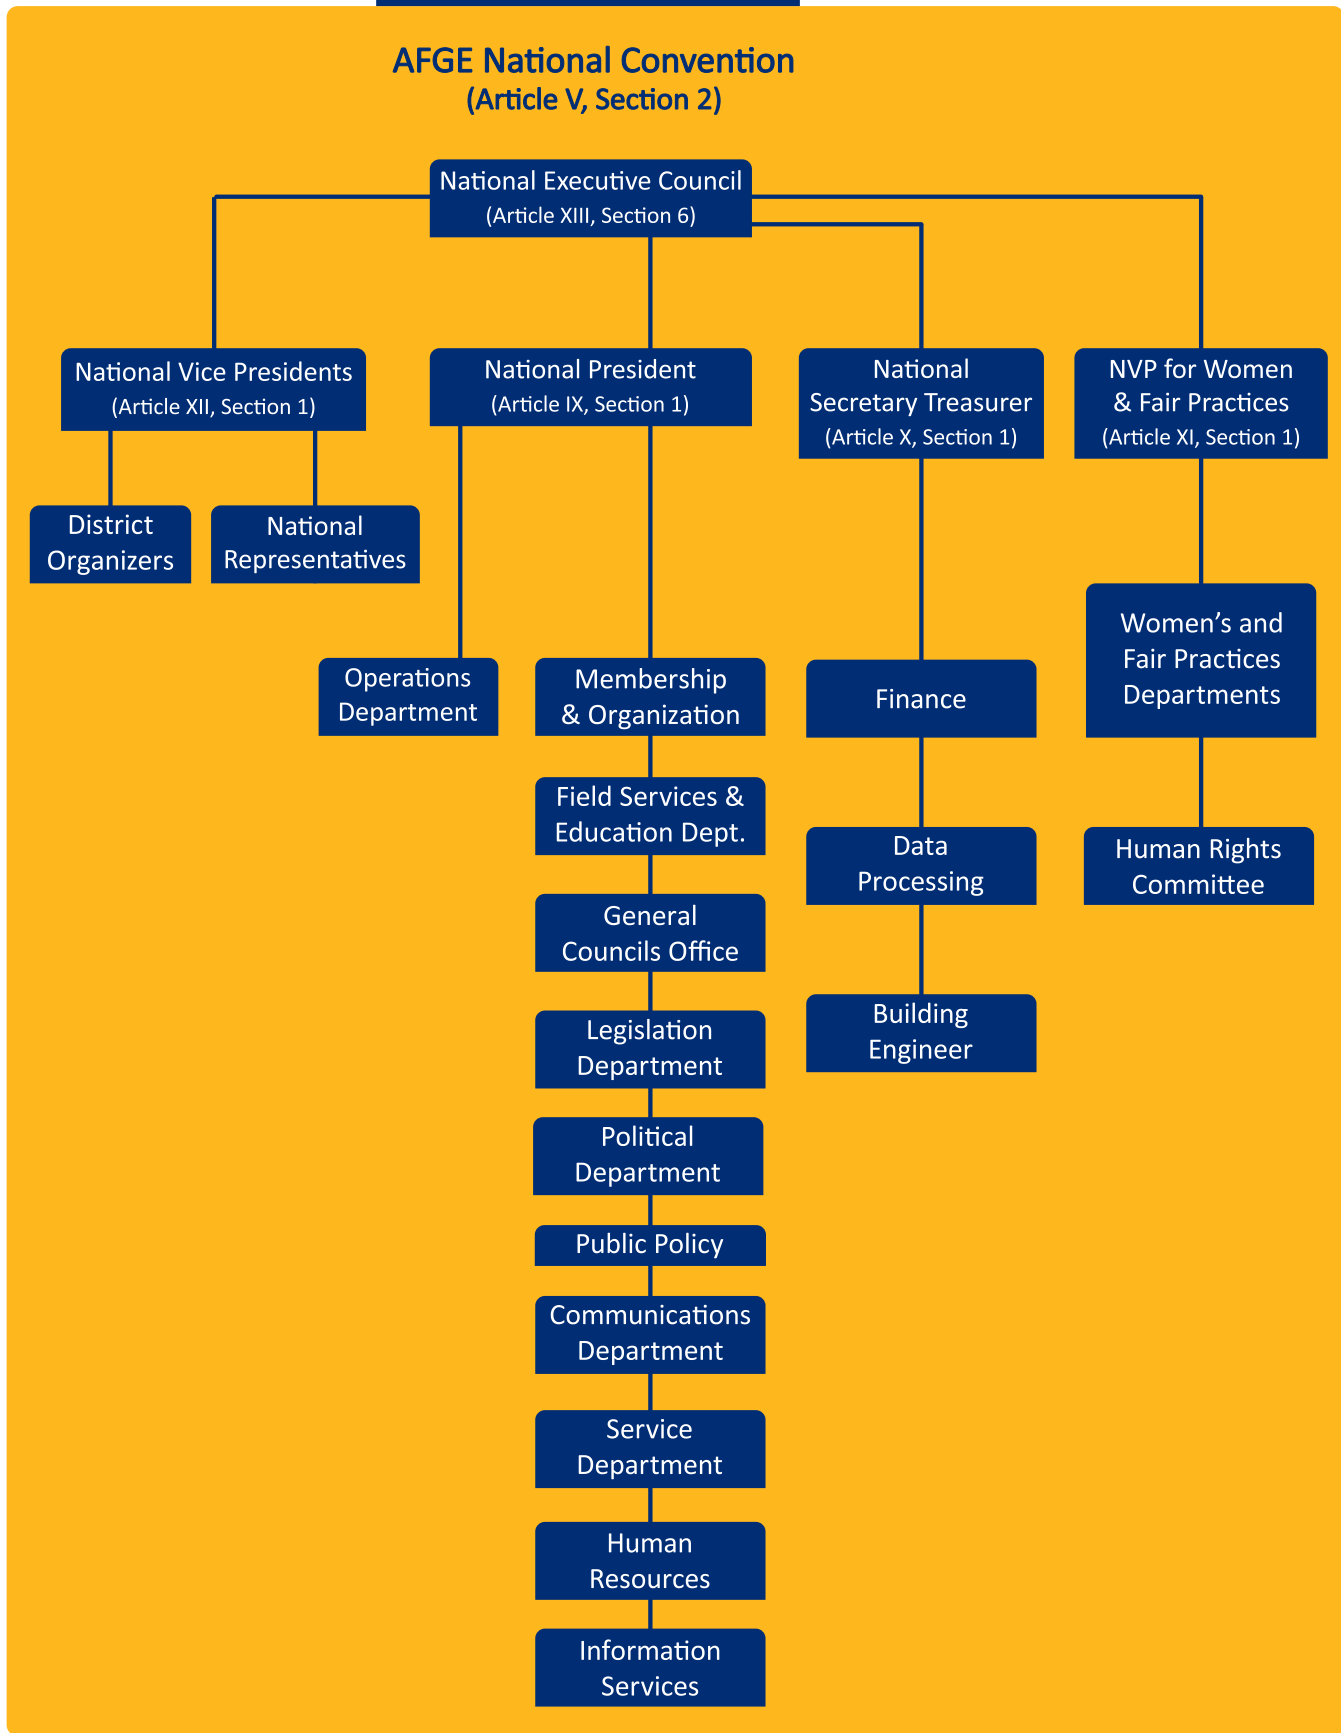 AFGE National Convention
(Article V, Section 2)
National Executive Council
(Article XIII, Section 6)
National Vice Presidents
(Article XII, Section 1)
National President
(Article IX, Section 1)
National
Secretary Treasurer
(Article X, Section 1)
NVP for Women
& Fair Practices
(Article XI, Section 1)
District
Organizers
National
Representatives
Operations
Department
Membership
& Organization
Field Services &
Education Dept.
General
Councils Office
Legislation
Department
Political
Department
Public Policy
Communications
Department
Service
Department
Human
Resources
Information
Services
Finance
Data
Processing
Building
Engineer
Women’s and
Fair Practices
Departments
Human Rights
Committee